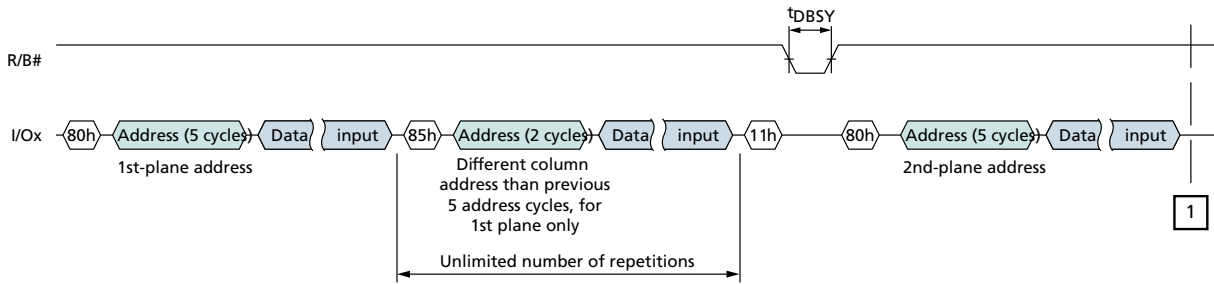 tDBSY
R/B#
I/Ox 80h Address (5 cycles) Data input 85h Address (2 cycles) Data input 11h 80h Address (5 cycles) Data input
1st-plane address
Different column
address than previous
5 address cycles, for
1st plane only
2nd-plane address
1
Unlimited number of repetitions